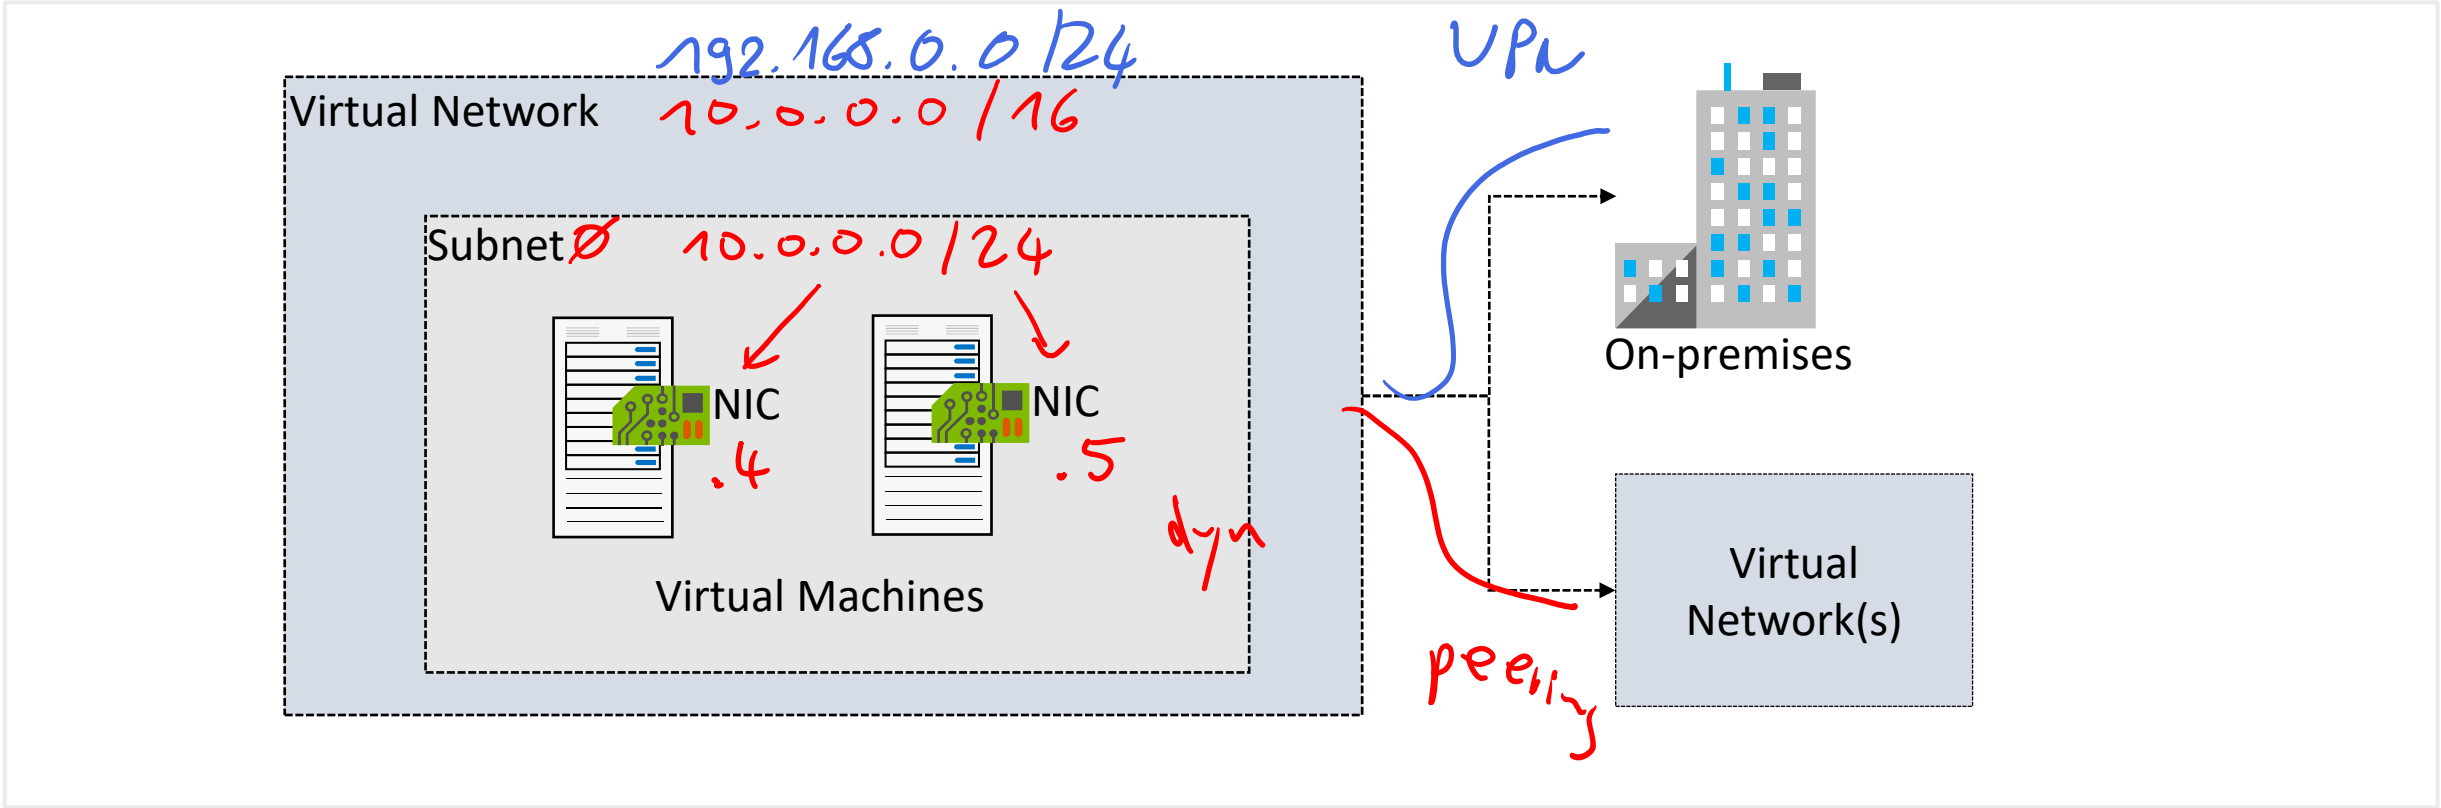 192.168.0.0/24
VPN
Virtual Network 10.0.0.0/16
Subnet Ø 10.0.0.0/24
NIC
.4
NIC
.5
dyn
Virtual Machines
On-premises
Virtual
Network(s)
peering